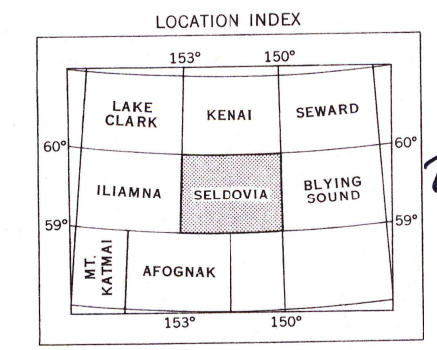 LOCATION INDEX
153° 150°
LAKE CLARK KENAI SEWARD
60° 60°
ILIAMNA SELDOVIA BLYING SOUND
59° 59°
MT. KATMAI AFOGNAK
153° 150°